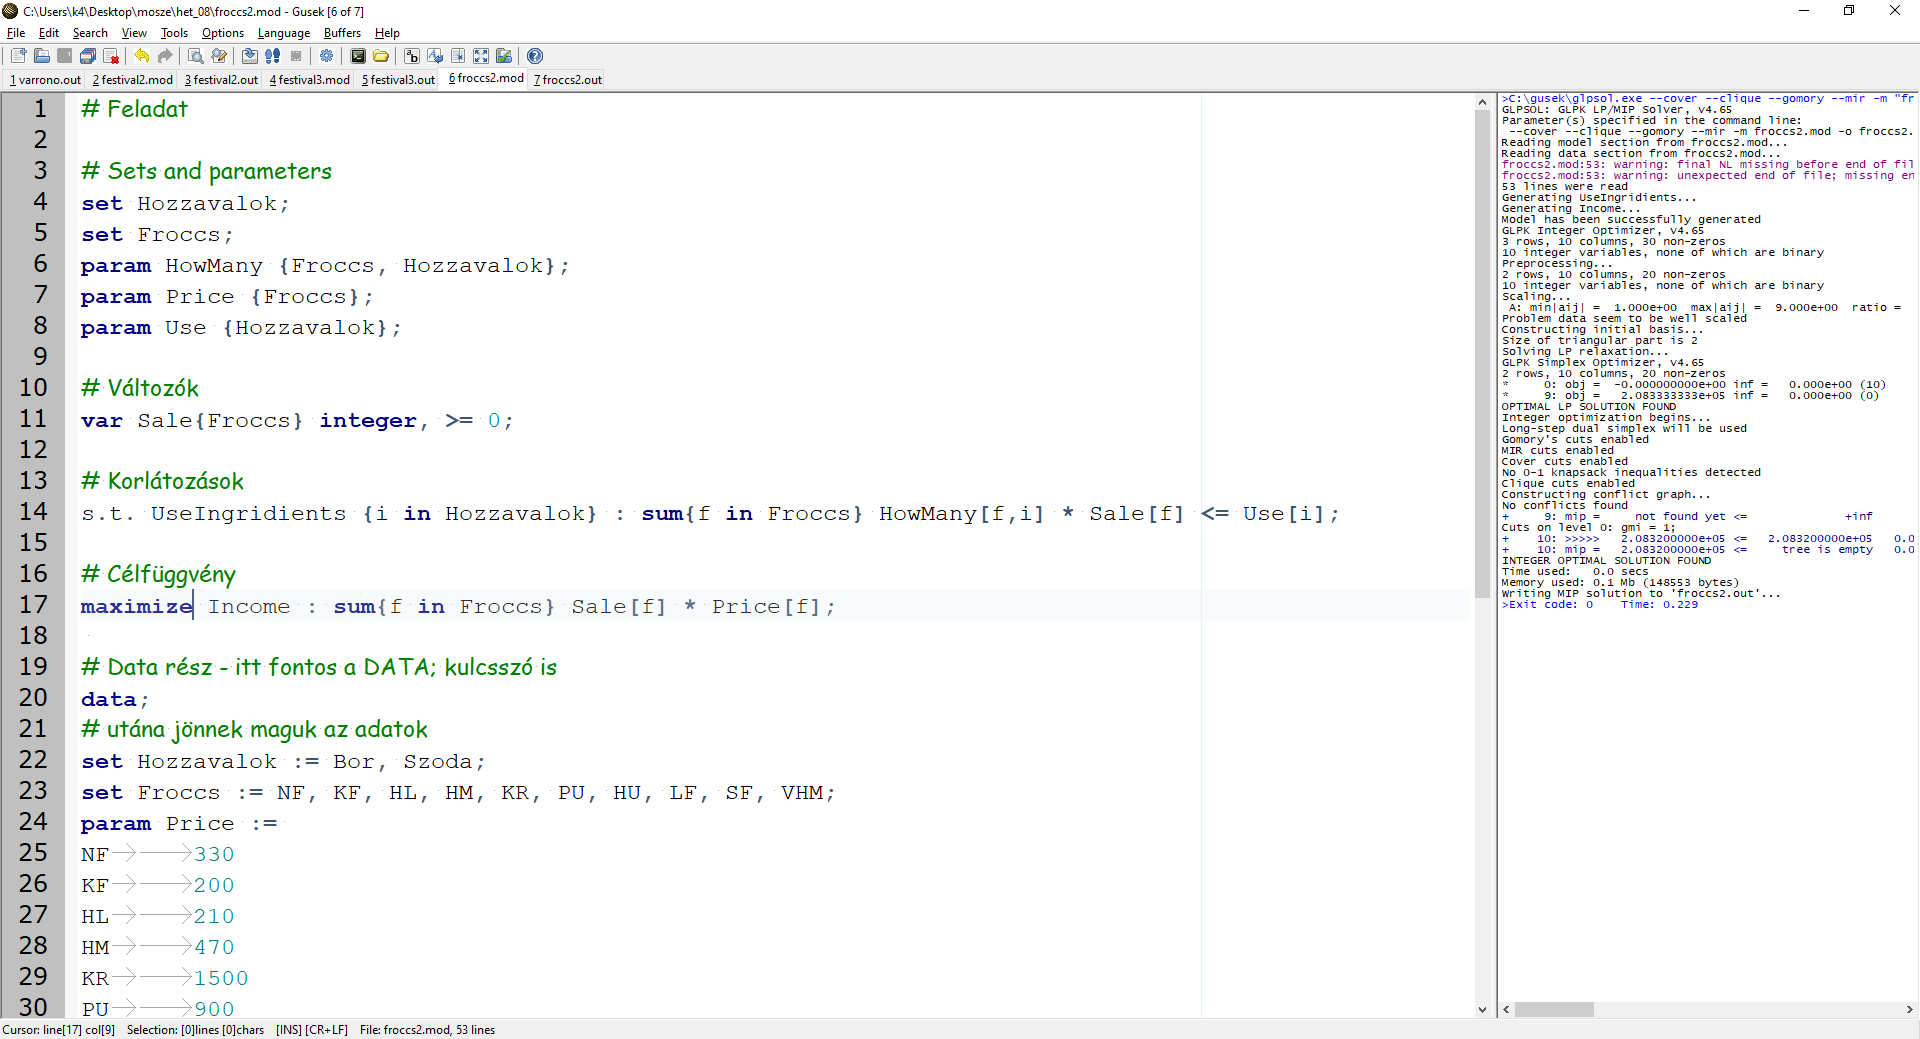 C:\Users\k4\Desktop\mosze\het_08\froccs2.mod - Gusek [6 of 7]
File Edit Search View Tools Options Language Buffers Help
1 varrono.out 2 festival2.mod 3 festival2.out 4 festival3.mod 5 festival3.out 6 froccs2.mod 7 froccs2.out
1 # Feladat
2
3 # Sets and parameters
4 set Hozzavalok;
5 set Froccs;
6 param HowMany {Froccs, Hozzavalok};
7 param Price {Froccs};
8 param Use {Hozzavalok};
9
10 # Változók
11 var Sale{Froccs} integer, >= 0;
12
13 # Korlátozások
14 s.t. UseIngridients {i in Hozzavalok} : sum{f in Froccs} HowMany[f,i] * Sale[f] <= Use[i];
15
16 # Célfüggvény
17 maximize Income : sum{f in Froccs} Sale[f] * Price[f];
18
19 # Data rész - itt fontos a DATA; kulcsszó is
20 data;
21 # utána jönnek maguk az adatok
22 set Hozzavalok := Bor, Szoda;
23 set Froccs := NF, KF, HL, HM, KR, PU, HU, LF, SF, VHM;
24 param Price :=
25 NF 330
26 KF 200
27 HL 210
28 HM 470
29 KR 1500
30 PU 900
>C:\gusek\glpsol.exe --cover --clique --gomory --mir -m "fr
GLPSOL: GLPK LP/MIP Solver, v4.65
Parameter(s) specified in the command line:
--cover --clique --gomory --mir -m froccs2.mod -o froccs2.
Reading model section from froccs2.mod...
Reading data section from froccs2.mod...
froccs2.mod:53: warning: final NL missing before end of fil
froccs2.mod:53: warning: unexpected end of file; missing en
53 lines were read
Generating UseIngridients...
Generating Income...
Model has been successfully generated
GLPK Integer Optimizer, v4.65
3 rows, 10 columns, 30 non-zeros
10 integer variables, none of which are binary
Preprocessing...
2 rows, 10 columns, 20 non-zeros
10 integer variables, none of which are binary
Scaling...
A: min|aij| = 1.000e+00 max|aij| = 9.000e+00 ratio =
Problem data seem to be well scaled
Constructing initial basis...
Size of triangular part is 2
Solving LP relaxation...
GLPK Simplex Optimizer, v4.65
2 rows, 10 columns, 20 non-zeros
* 0: obj = -0.000000000e+00 inf = 0.000e+00 (10)
* 9: obj = 2.083333333e+05 inf = 0.000e+00 (0)
OPTIMAL LP SOLUTION FOUND
Integer optimization begins...
Long-step dual simplex will be used
Gomory's cuts enabled
MIR cuts enabled
Cover cuts enabled
No 0-1 knapsack inequalities detected
Clique cuts enabled
Constructing conflict graph...
No conflicts found
+ 9: mip = not found yet <= +inf
Cuts on level 0: gmi = 1;
+ 10: >>>>> 2.083200000e+05 <= 2.083200000e+05 0.0
+ 10: mip = 2.083200000e+05 <= tree is empty 0.0
INTEGER OPTIMAL SOLUTION FOUND
Time used: 0.0 secs
Memory used: 0.1 Mb (148553 bytes)
Writing MIP solution to 'froccs2.out'...
>Exit code: 0 Time: 0.229
Cursor: line[17] col[9] Selection: [0]lines [0]chars [INS] [CR+LF] File: froccs2.mod, 53 lines